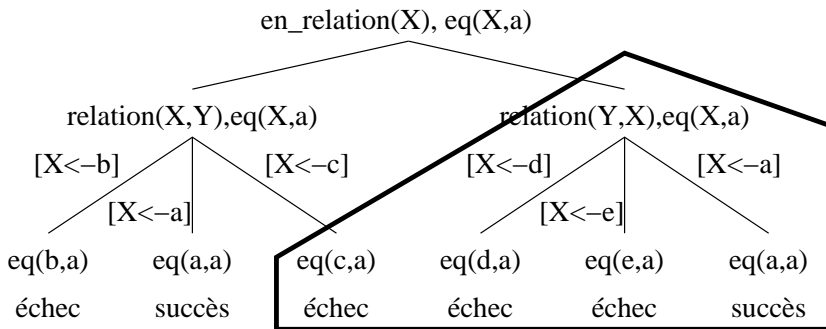 en_relation(X), eq(X,a)
relation(X,Y),eq(X,a) relation(Y,X),eq(X,a)
[X<−b] [X<−c] [X<−d] [X<−a]
[X<−a] [X<−e]
eq(b,a) eq(a,a) eq(c,a) eq(d,a) eq(e,a) eq(a,a)
échec succès échec échec échec succès